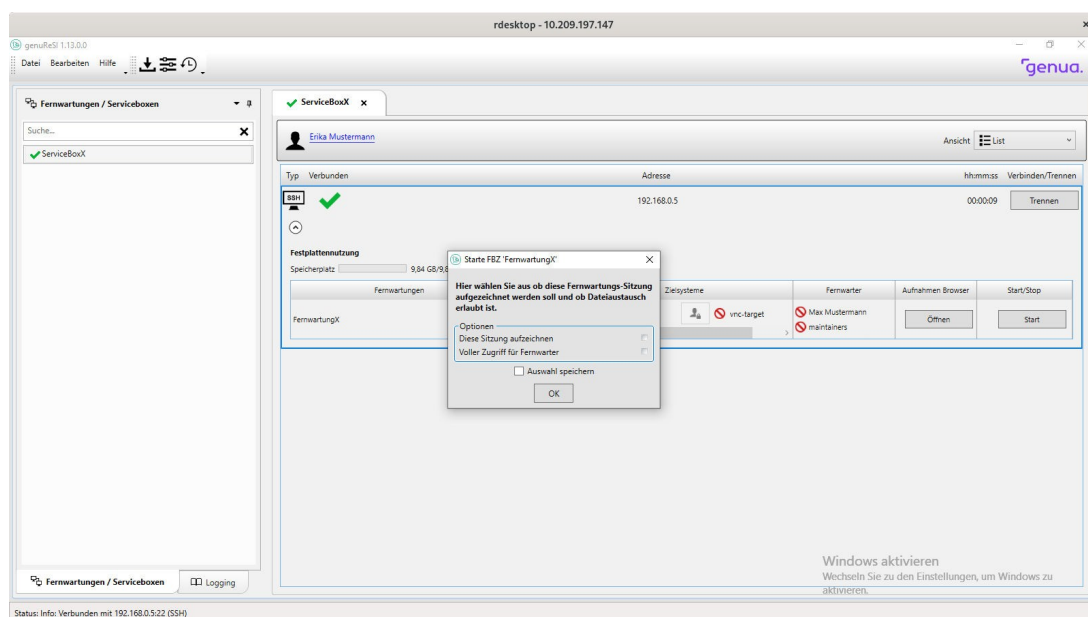 rdesktop - 10.209.197.147
genuReSI 1.13.0.0
Datei Bearbeiten Hilfe
genua.
Fernwartungen / Serviceboxen
Suche...
ServiceBoxX
ServiceBoxX
Erika Mustermann
Ansicht List
Typ Verbunden Adresse hh:mm:ss Verbinden/Trennen
SSH 192.168.0.5 00:00:09 Trennen
Festplattennutzung
Speicherplatz 9,84 GB/9,8
Fernwartungen Zielsysteme Fernwarter Aufnahmen Browser Start/Stop
FernwartungX vnc-target Max Mustermann maintainers Öffnen Start
Starte FBZ 'FernwartungX'
Hier wählen Sie aus ob diese Fernwartungs-Sitzung
aufgezeichnet werden soll und ob Dateiaustausch
erlaubt ist.
Optionen
Diese Sitzung aufzeichnen
Voller Zugriff für Fernwarter
Auswahl speichern
OK
Windows aktivieren
Wechseln Sie zu den Einstellungen, um Windows zu
aktivieren.
Fernwartungen / Serviceboxen Logging
Status: Info: Verbunden mit 192.168.0.5:22 (SSH)